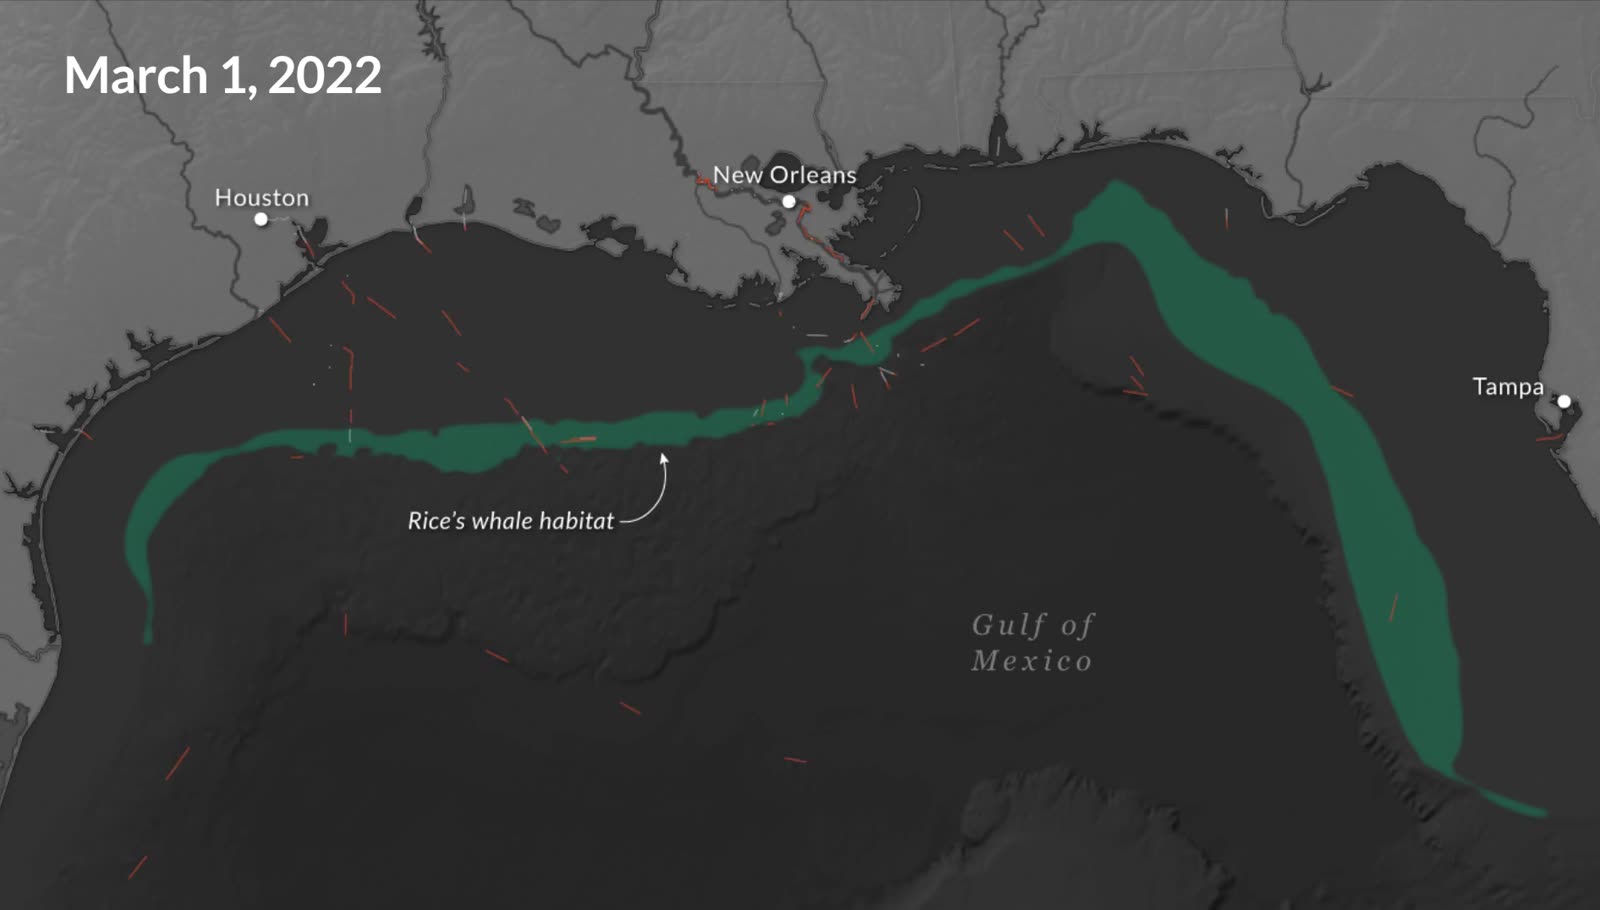 March 1, 2022
New Orleans
Houston
Tampa
Rice’s whale habitat
Gulf of
Mexico